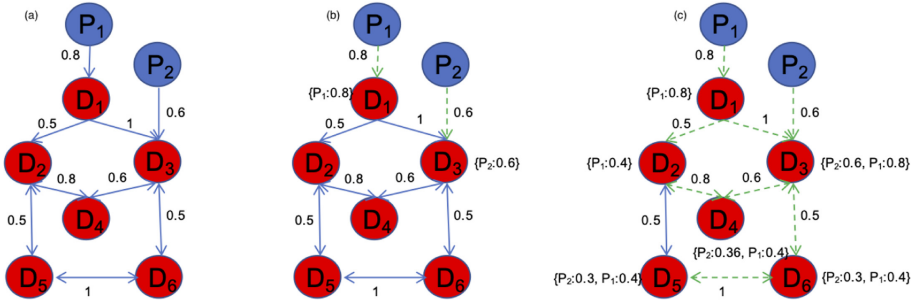 (a)
P1
0.8
P2
D1
0.6
0.5
1
D2
D3
0.8
0.6
D4
0.5
0.5
D5
D6
1
(b)
P1
0.8
P2
{P1:0.8}
D1
0.6
0.5
1
D2
D3
{P2:0.6}
0.8
0.6
D4
0.5
0.5
D5
D6
1
(c)
P1
0.8
P2
{P1:0.8}
D1
0.6
0.5
1
{P1:0.4}
D2
D3
{P2:0.6, P1:0.8}
0.8
0.6
D4
0.5
0.5
{P2:0.36, P1:0.4}
{P2:0.3, P1:0.4}
D5
D6
{P2:0.3, P1:0.4}
1